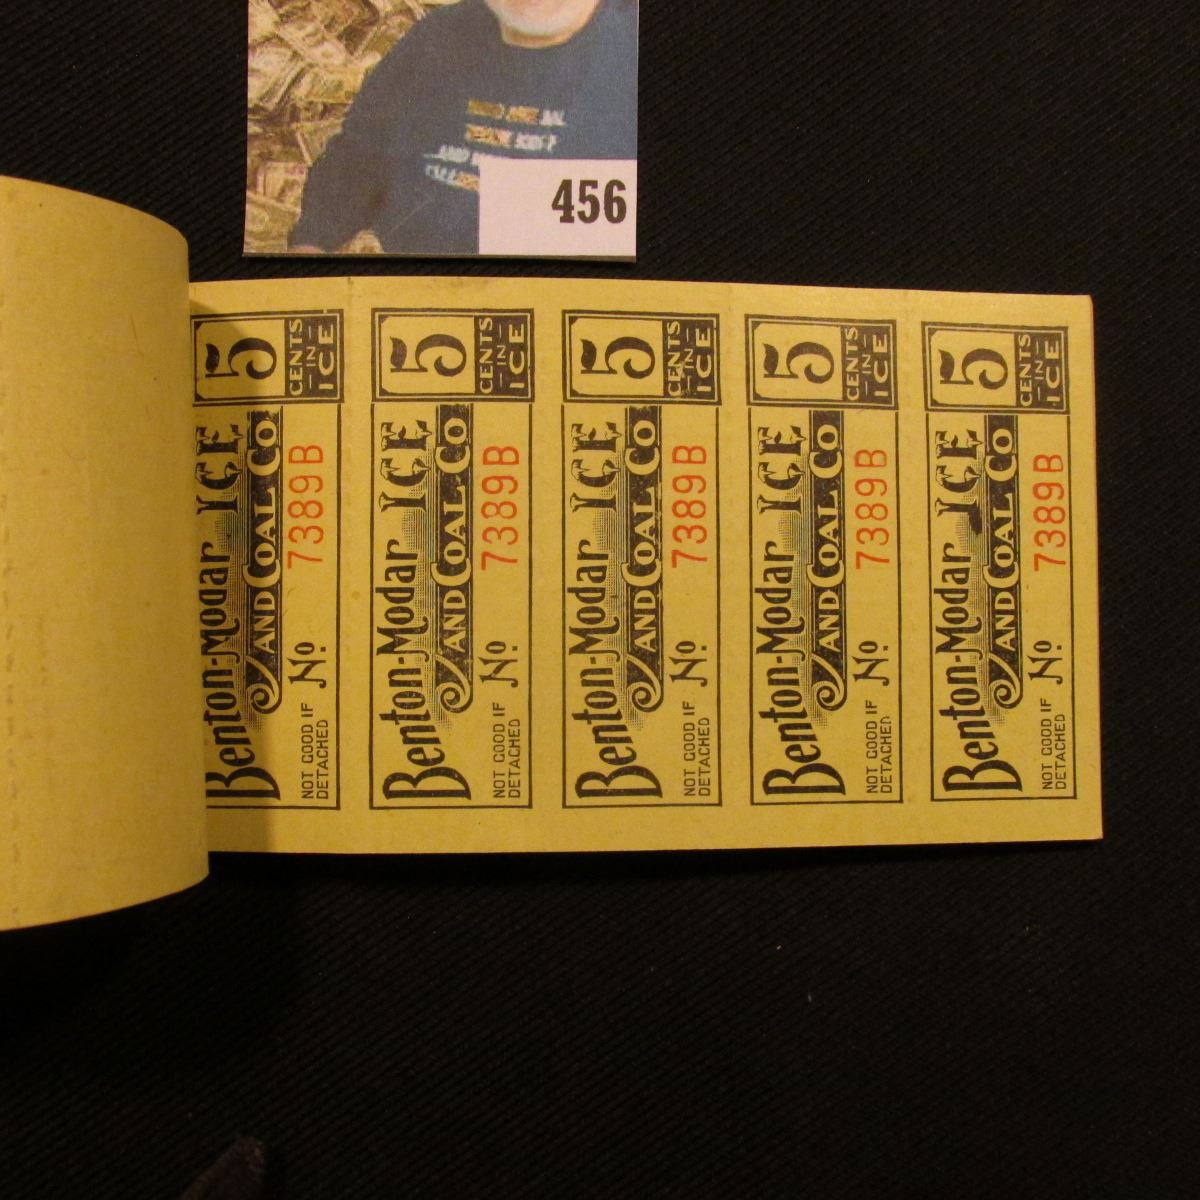 456
5 CENTS IN ICE
Benton-Modar ICE
AND COAL CO
7389B
No.
NOT GOOD IF
DETACHED
5 CENTS IN ICE
Benton-Modar ICE
AND COAL CO
7389B
No.
NOT GOOD IF
DETACHED
5 CENTS IN ICE
Benton-Modar ICE
AND COAL CO
7389B
No.
NOT GOOD IF
DETACHED
5 CENTS IN ICE
Benton-Modar ICE
AND COAL CO
7389B
No.
NOT GOOD IF
DETACHED
5 CENTS IN ICE
Benton-Modar ICE
AND COAL CO
7389B
No.
NOT GOOD IF
DETACHED